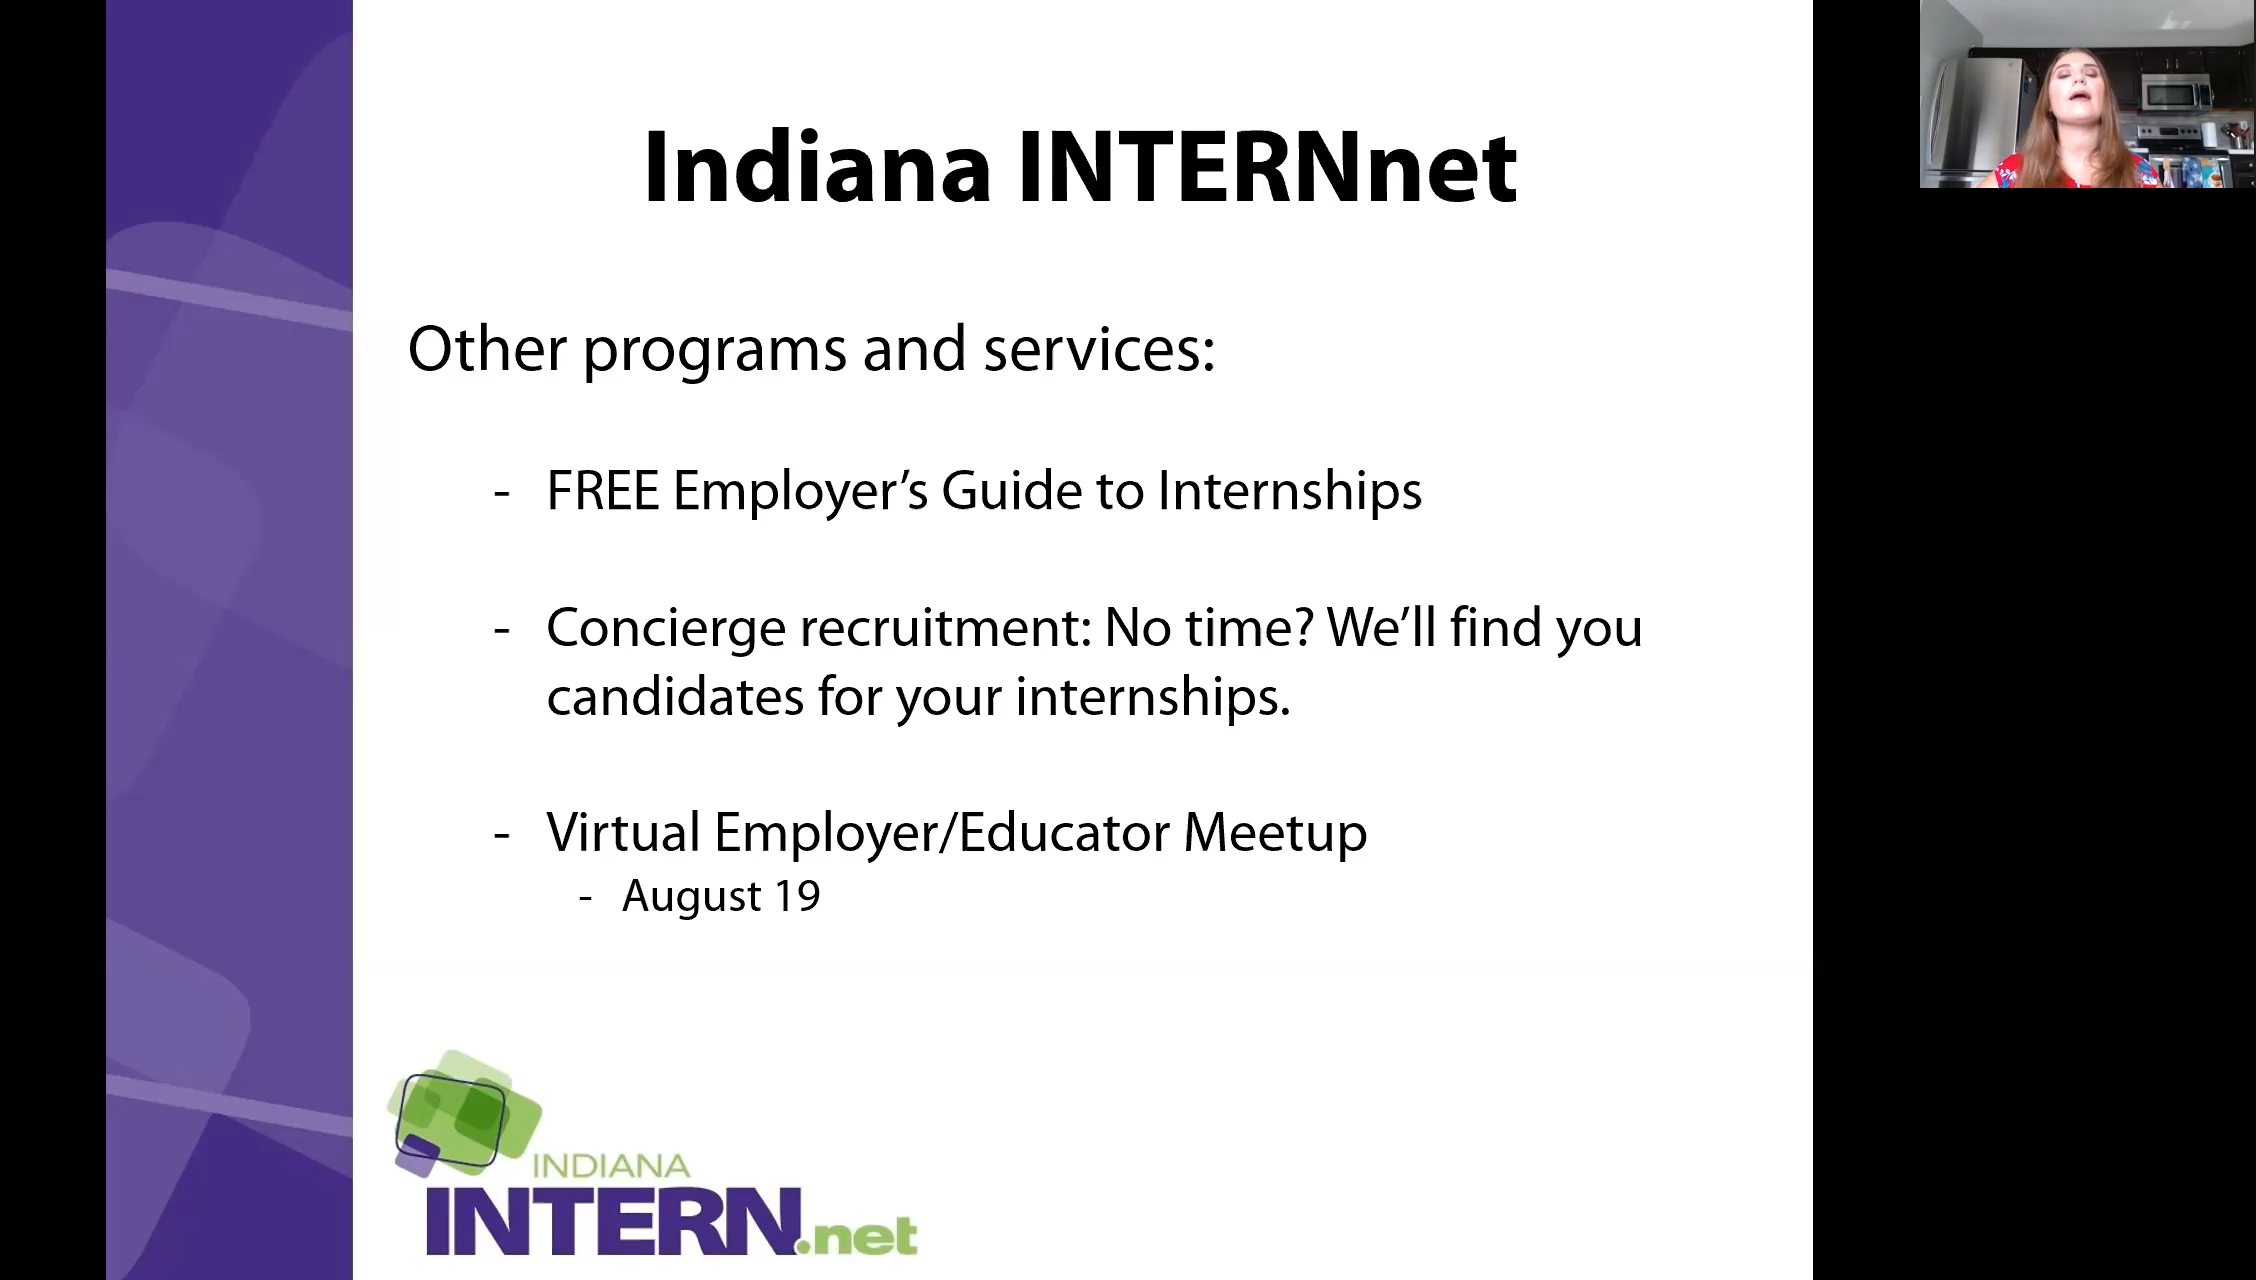 Indiana INTERNnet
Other programs and services:
- FREE Employer’s Guide to Internships
- Concierge recruitment: No time? We’ll find you
candidates for your internships.
- Virtual Employer/Educator Meetup
- August 19
INDIANA
INTERN.net